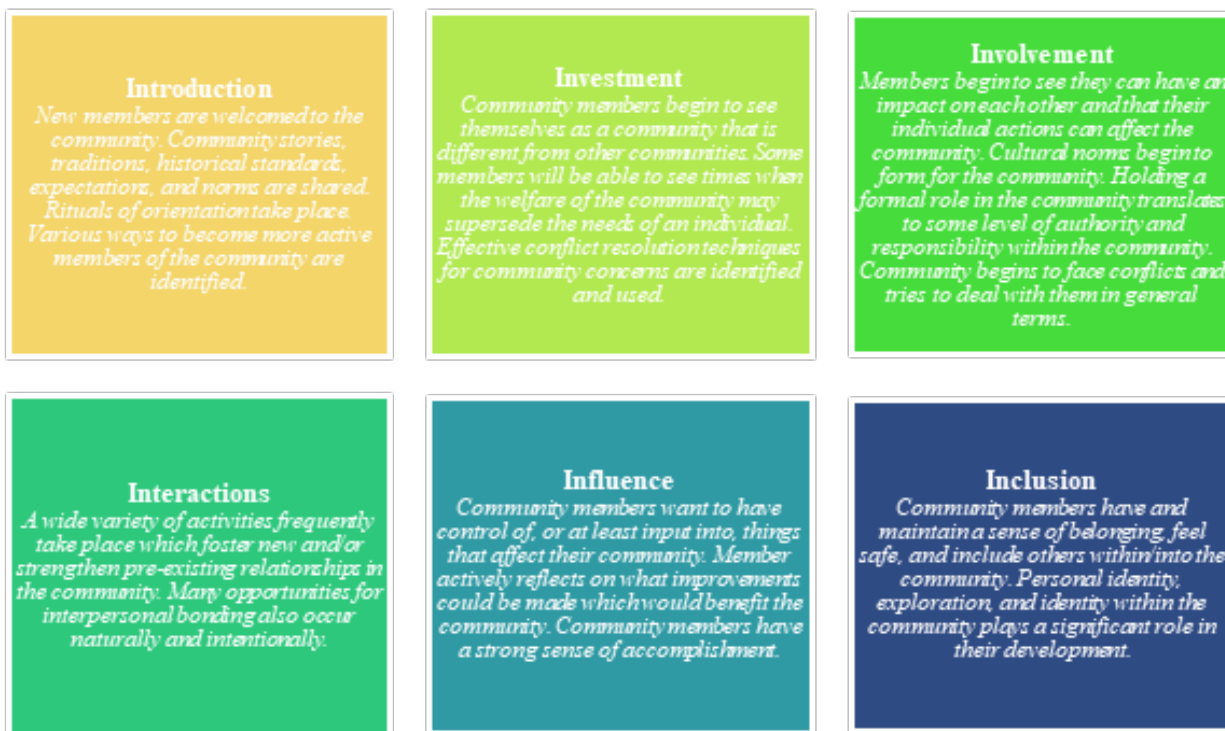 Introduction
New members are welcomed to the
community. Community stories,
traditions, historical standards,
expectations, and norms are shared.
Rituals of orientation take place.
Various ways to become more active
members of the community are
identified.
Investment
Community members begin to see
themselves as a community that is
different from other communities. Some
members will be able to see times when
the welfare of the community may
supersede the needs of an individual.
Effective conflict resolution techniques
for community concerns are identified
and used.
Involvement
Members begin to see they can have an
impact on each other and that their
individual actions can affect the
community. Cultural norms begin to
form for the community. Holding a
formal role in the community translates
to some level of authority and
responsibility within the community.
Community begins to face conflicts and
tries to deal with them in general
terms.
Interactions
A wide variety of activities frequently
take place which foster new and/or
strengthen pre-existing relationships in
the community. Many opportunities for
interpersonal bonding also occur
naturally and intentionally.
Influence
Community members want to have
control of, or at least input into, things
that affect their community. Member
actively reflects on what improvements
could be made which would benefit the
community. Community members have
a strong sense of accomplishment.
Inclusion
Community members have and
maintain a sense of belonging, feel
safe, and include others within/into the
community. Personal identity,
exploration, and identity within the
community plays a significant role in
their development.